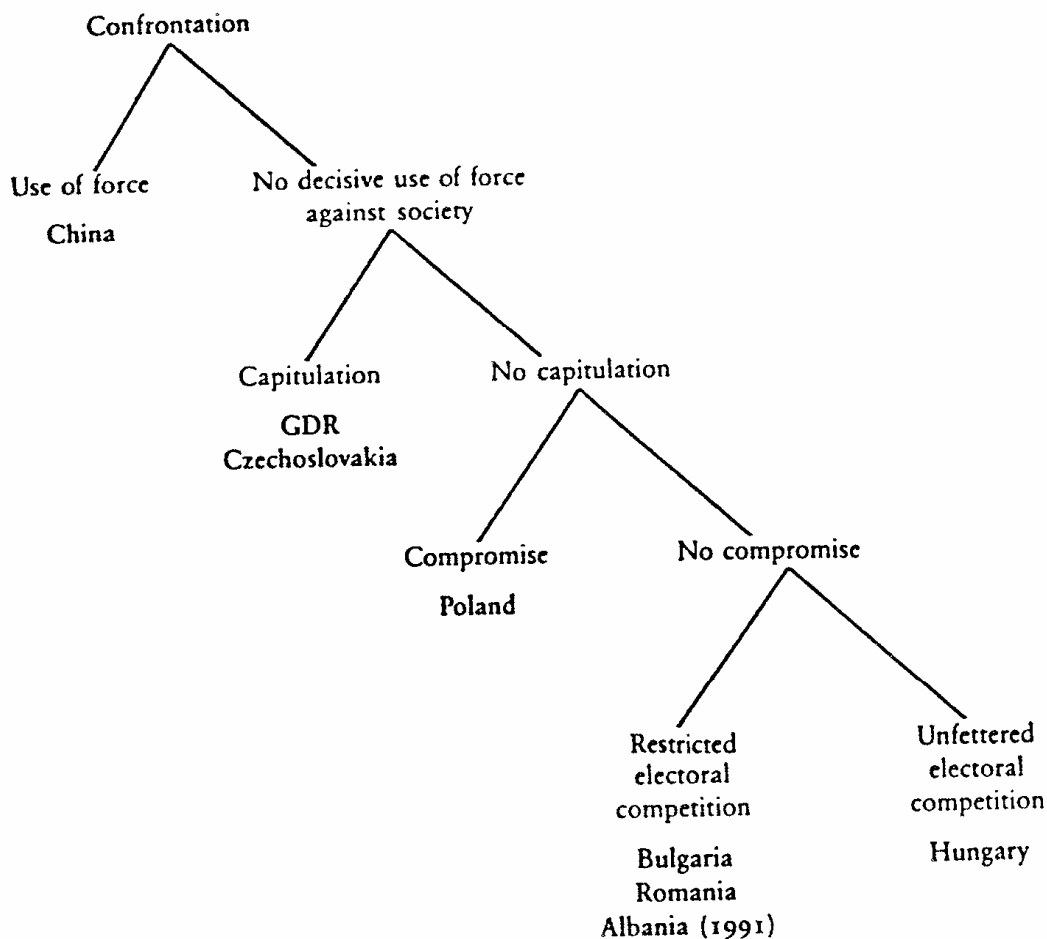 Confrontation
Use of force
China
No decisive use of force
against society
Capitulation
GDR
Czechoslovakia
No capitulation
Compromise
Poland
No compromise
Restricted
electoral
competition
Bulgaria
Romania
Albania (1991)
Unfettered
electoral
competition
Hungary